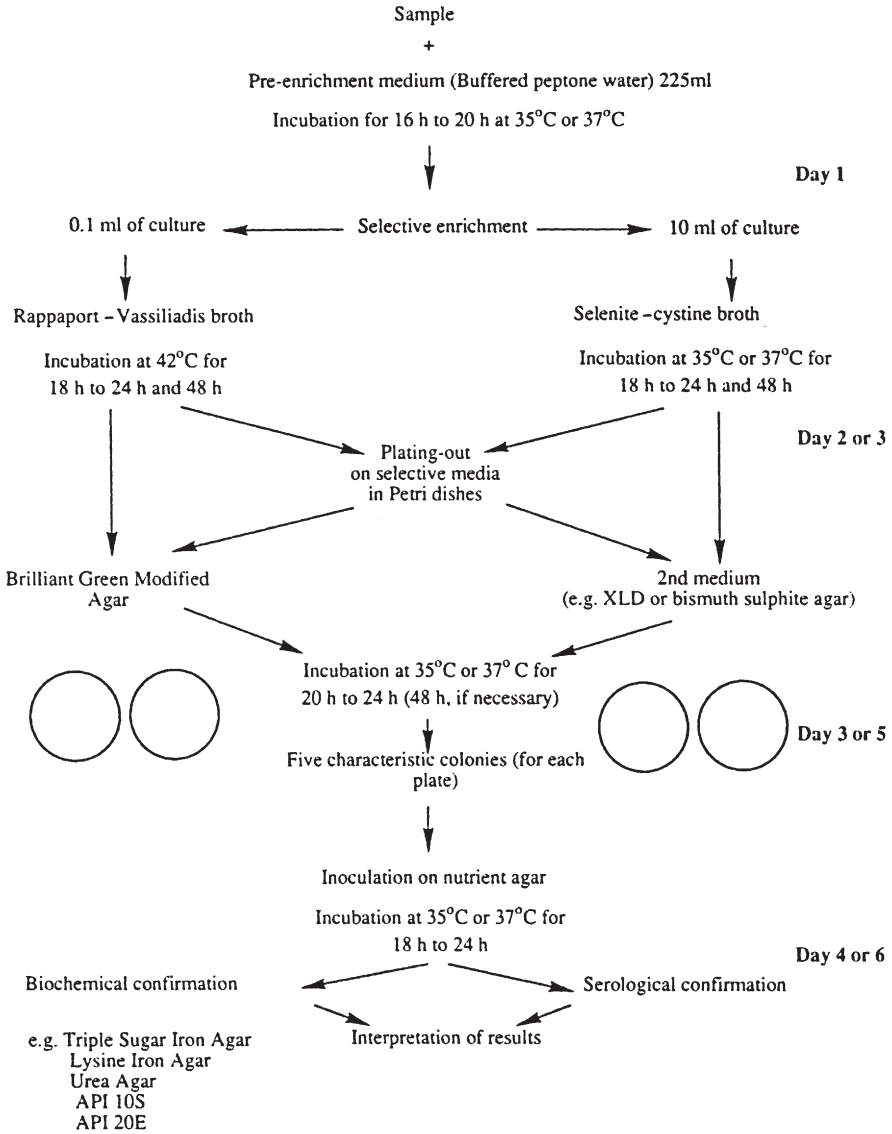 Sample
+
Pre-enrichment medium (Buffered peptone water) 225ml
Incubation for 16 h to 20 h at 35°C or 37°C
Day 1
0.1 ml of culture
Selective enrichment
10 ml of culture
Rappaport – Vassiliadis broth
Selenite – cystine broth
Incubation at 42°C for
18 h to 24 h and 48 h
Incubation at 35°C or 37°C for
18 h to 24 h and 48 h
Day 2 or 3
Plating-out
on selective media
in Petri dishes
Brilliant Green Modified
Agar
2nd medium
(e.g. XLD or bismuth sulphite agar)
Incubation at 35°C or 37° C for
20 h to 24 h (48 h, if necessary)
Day 3 or 5
Five characteristic colonies (for each
plate)
Inoculation on nutrient agar
Incubation at 35°C or 37°C for
18 h to 24 h
Day 4 or 6
Biochemical confirmation
Serological confirmation
Interpretation of results
e.g. Triple Sugar Iron Agar
Lysine Iron Agar
Urea Agar
API 10S
API 20E